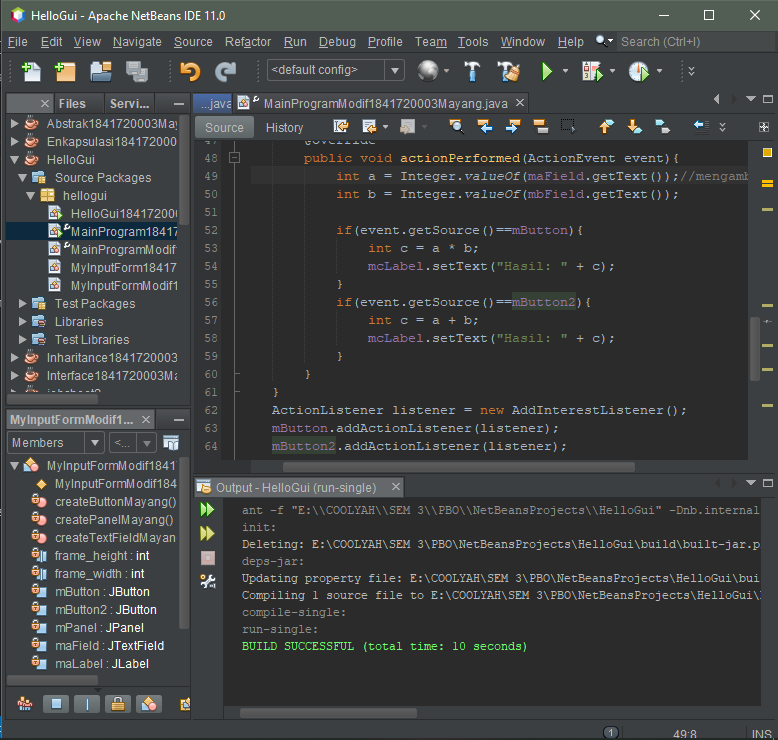 HelloGui - Apache NetBeans IDE 11.0
File Edit View Navigate Source Refactor Run Debug Profile Team Tools Window Help Search (Ctrl+I)
<default config>
Files Servi...
...java MainProgramModif1841720003Mayang.java
Source History
Abstrak1841720003May
Enkapsulasi184172000
HelloGui
Source Packages
hellogui
HelloGui18417200
MainProgram18417
MainProgramModif
MyInputForm18417
MyInputFormModif1
Test Packages
Libraries
Test Libraries
Inharitance1841720003
Interface1841720003Ma
47 @Override
48 public void actionPerformed(ActionEvent event){
49 int a = Integer.valueOf(maField.getText());//mengamb
50 int b = Integer.valueOf(mbField.getText());
51
52 if(event.getSource()==mButton){
53 int c = a * b;
54 mcLabel.setText("Hasil: " + c);
55 }
56 if(event.getSource()==mButton2){
57 int c = a + b;
58 mcLabel.setText("Hasil: " + c);
59 }
60 }
61 }
62 ActionListener listener = new AddInterestListener();
63 mButton.addActionListener(listener);
64 mButton2.addActionListener(listener);
MyInputFormModif1...
Members <...
MyInputFormModif1841
MyInputFormModif184
createButtonMayang()
createPanelMayang()
createTextFieldMayan
frame_height : int
frame_width : int
mButton : JButton
mButton2 : JButton
mPanel : JPanel
maField : JTextField
maLabel : JLabel
Output - HelloGui (run-single)
ant -f "E:\\COOLYAH\\SEM 3\\PBO\\NetBeansProjects\\HelloGui" -Dnb.internal
init:
Deleting: E:\COOLYAH\SEM 3\PBO\NetBeansProjects\HelloGui\build\built-jar.p
deps-jar:
Updating property file: E:\COOLYAH\SEM 3\PBO\NetBeansProjects\HelloGui\bui
Compiling 1 source file to E:\COOLYAH\SEM 3\PBO\NetBeansProjects\HelloGui\
compile-single:
run-single:
BUILD SUCCESSFUL (total time: 10 seconds)
1 49:8 INS